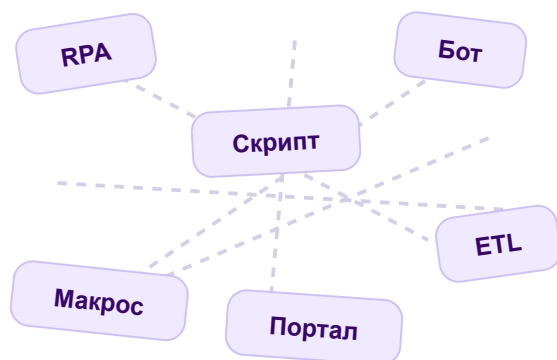 RPA
Бот
Скрипт
ETL
Макрос
Портал